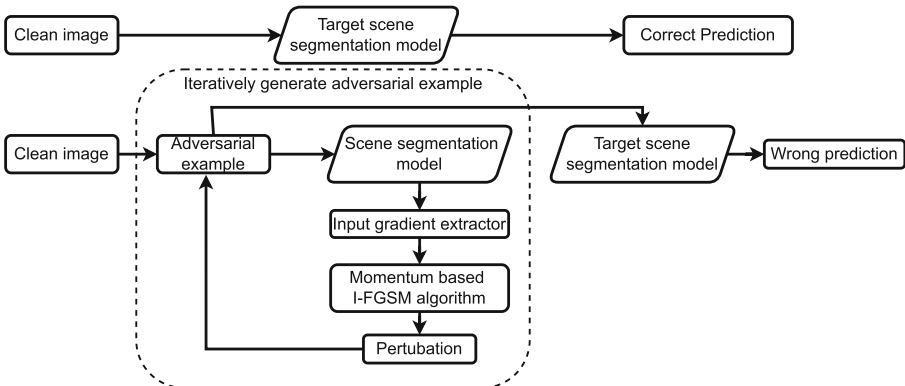 Clean image
Target scene
segmentation model
Correct Prediction
Iteratively generate adversarial example
Clean image
Adversarial
example
Scene segmentation
model
Target scene
segmentation model
Wrong prediction
Input gradient extractor
Momentum based
I-FGSM algorithm
Pertubation